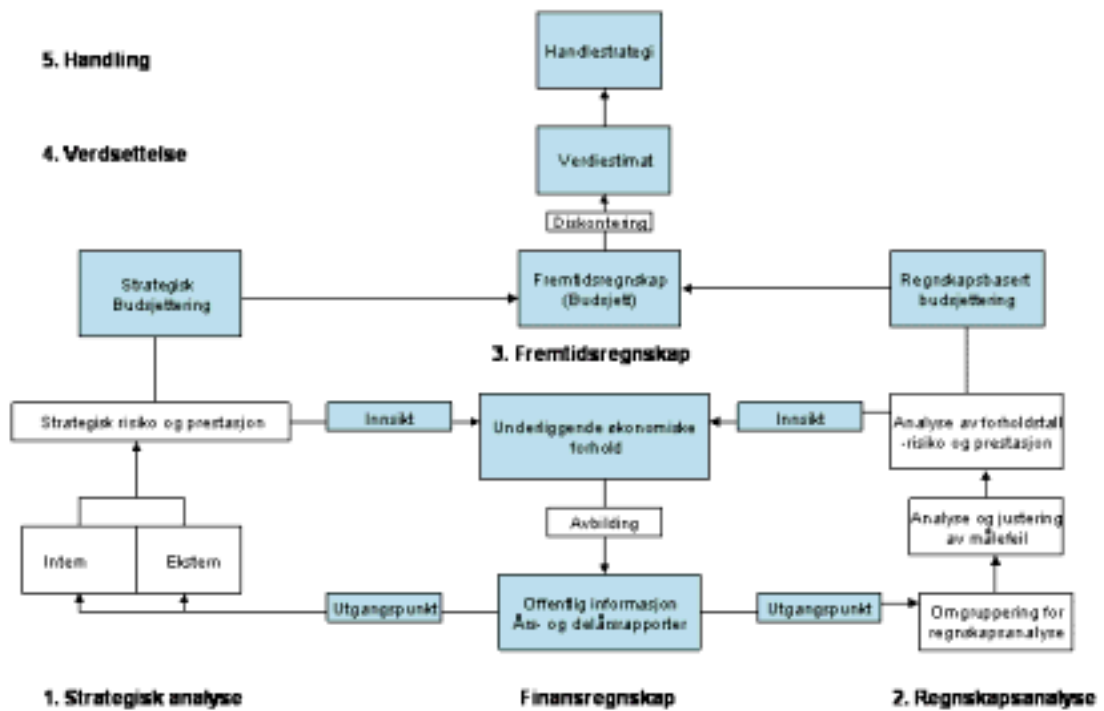 5. Handling
Handlestrategi
4. Verdsettelse
Verdiestimat
Diskontering
Strategisk
Budsjettering
Fremtidsregnskap
(Budsjett)
Regnskapsbasert
budsjettering
3. Fremtidsregnskap
Strategisk risiko og prestasjon
Innsikt
Underliggende økonomiske
forhold
Innsikt
Analyse av forholdstall
-risiko og prestasjon
Avbilding
Analyse og justering
av målefeil
Intern
Ekstern
Utgangspunkt
Offentlig informasjon
Års- og delårsrapporter
Utgangspunkt
Omgruppering for
regnskapsanalyse
1. Strategisk analyse
Finansregnskap
2. Regnskapsanalyse